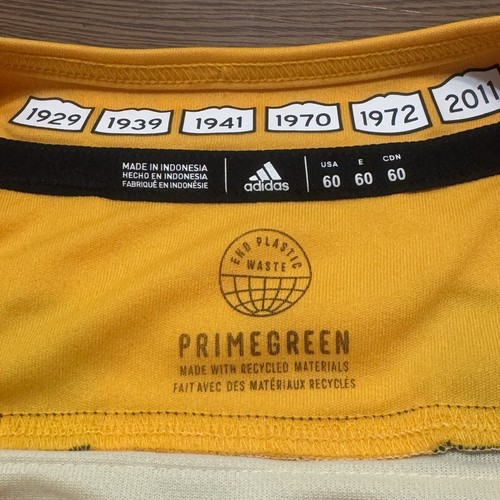 1929 1939 1941 1970 1972 2011
MADE IN INDONESIA
HECHO EN INDONESIA
FABRIQUÉ EN INDONÉSIE
adidas
USA E CDN
60 60 60
END PLASTIC
WASTE
PRIMEGREEN
MADE WITH RECYCLED MATERIALS
FAIT AVEC DES MATÉRIAUX RECYCLÉS